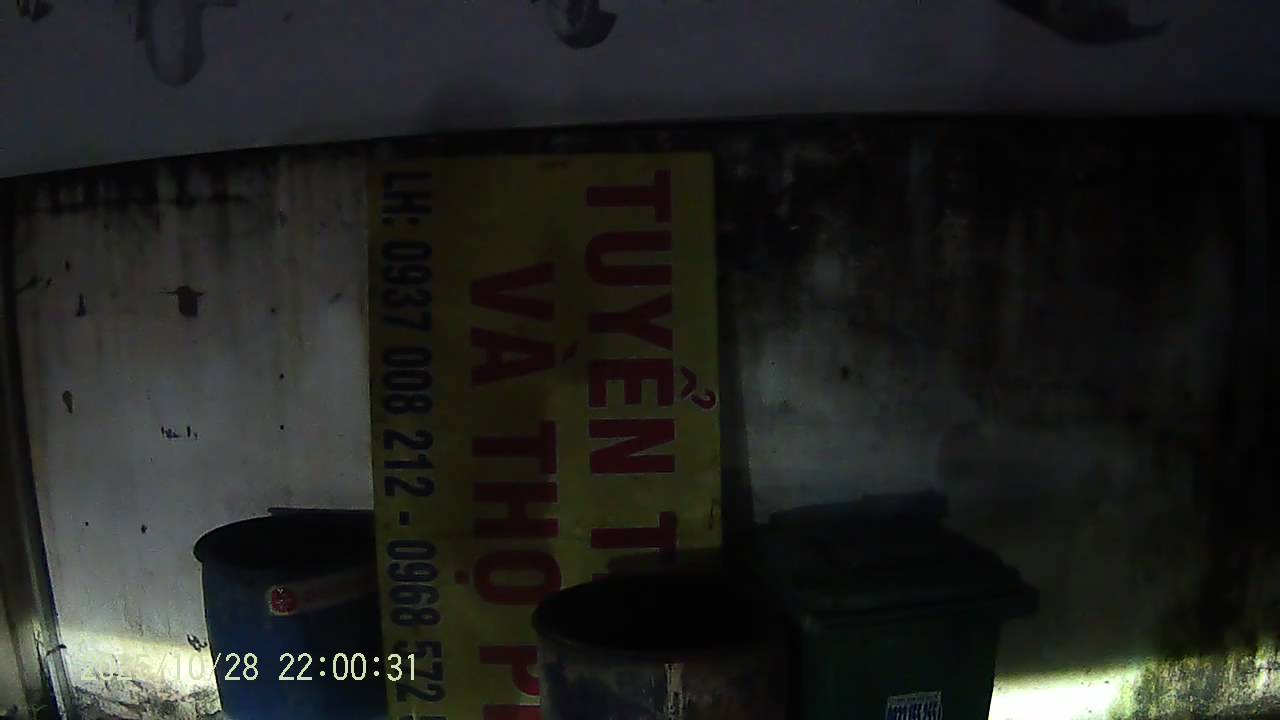 TUYỂN T
VÀ THỢ P
LH: 0937 008 212 - 0968 572
/10/28 22:00:31